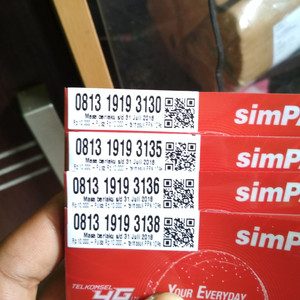 0813 1919 3130
Masa berlaku s/d 31 Juli 2018
simPA
0813 1919 3135
Masa berlaku s/d 31 Juli 2018
simPA
0813 1919 3136
Masa berlaku s/d 31 Juli 2018
simP
0813 1919 3138
Masa berlaku s/d 31 Juli 2018
simP
TELKOMSEL
4G
YOUR EVERYDAY